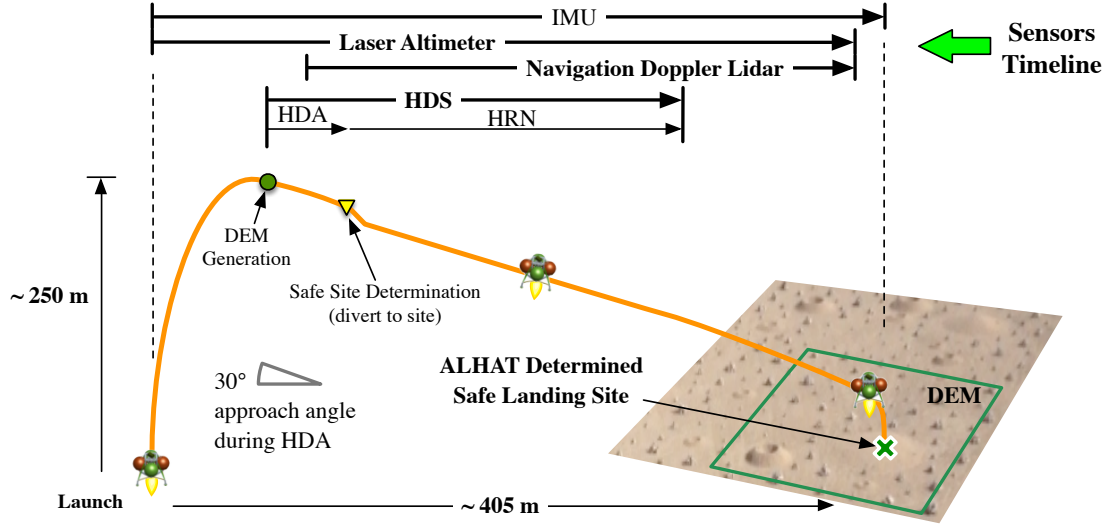 IMU
Laser Altimeter
Navigation Doppler Lidar
HDS
HDA
HRN
Sensors
Timeline
DEM
Generation
Safe Site Determination
(divert to site)
~ 250 m
30°
approach angle
during HDA
ALHAT Determined
Safe Landing Site
DEM
Launch
~ 405 m